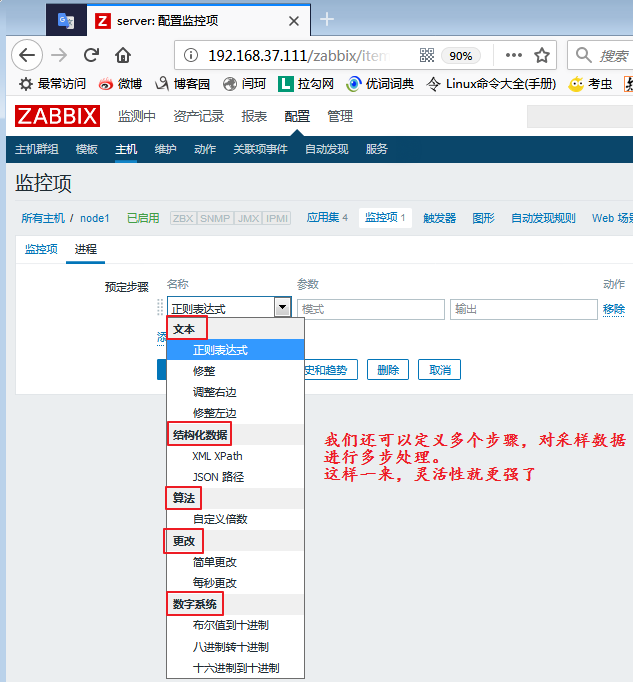 server: 配置监控项
192.168.37.111/zabbix/iten
90%
搜索
最常访问 微博 博客园 闫珂 拉勾网 优词词典 Linux命令大全(手册) 考虫
ZABBIX 监测中 资产记录 报表 配置 管理
主机群组 模板 主机 维护 动作 关联项事件 自动发现 服务
监控项
所有主机 / node1 已启用 ZBX SNMP JMX IPMI 应用集 4 监控项 1 触发器 图形 自动发现规则 Web 场
监控项 进程
名称 参数 动作
预定步骤 正则表达式 模式 输出 移除
文本
正则表达式
史和趋势 删除 取消
修整
调整右边
修整左边
结构化数据
XML XPath
JSON 路径
算法
自定义倍数
更改
简单更改
每秒更改
数字系统
布尔值到十进制
八进制转十进制
十六进制到十进制
我们还可以定义多个步骤，对采样数据
进行多步处理。
这样一来，灵活性就更强了